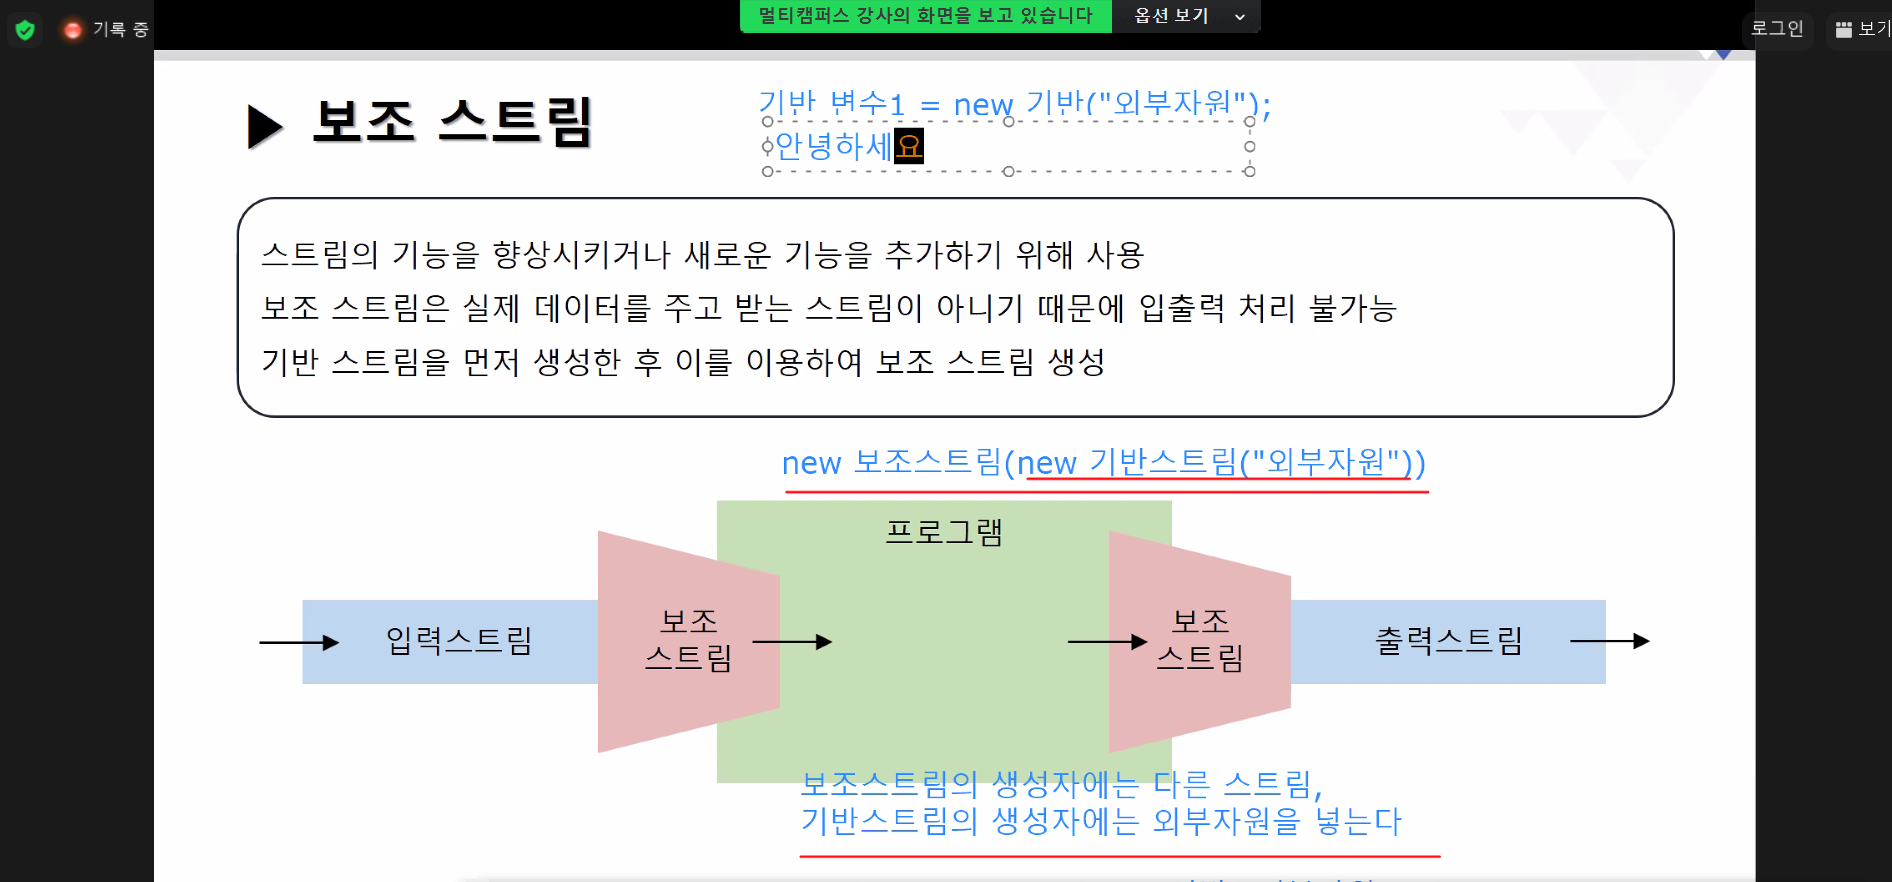 기록 중
멀티캠퍼스 강사의 화면을 보고 있습니다
옵션 보기
로그인
보기
보조 스트림
기반 변수1 = new 기반("외부자원");
안녕하세요
스트림의 기능을 향상시키거나 새로운 기능을 추가하기 위해 사용
보조 스트림은 실제 데이터를 주고 받는 스트림이 아니기 때문에 입출력 처리 불가능
기반 스트림을 먼저 생성한 후 이를 이용하여 보조 스트림 생성
new 보조스트림(new 기반스트림("외부자원"))
프로그램
입력스트림
보조
스트림
보조
스트림
출력스트림
보조스트림의 생성자에는 다른 스트림,
기반스트림의 생성자에는 외부자원을 넣는다